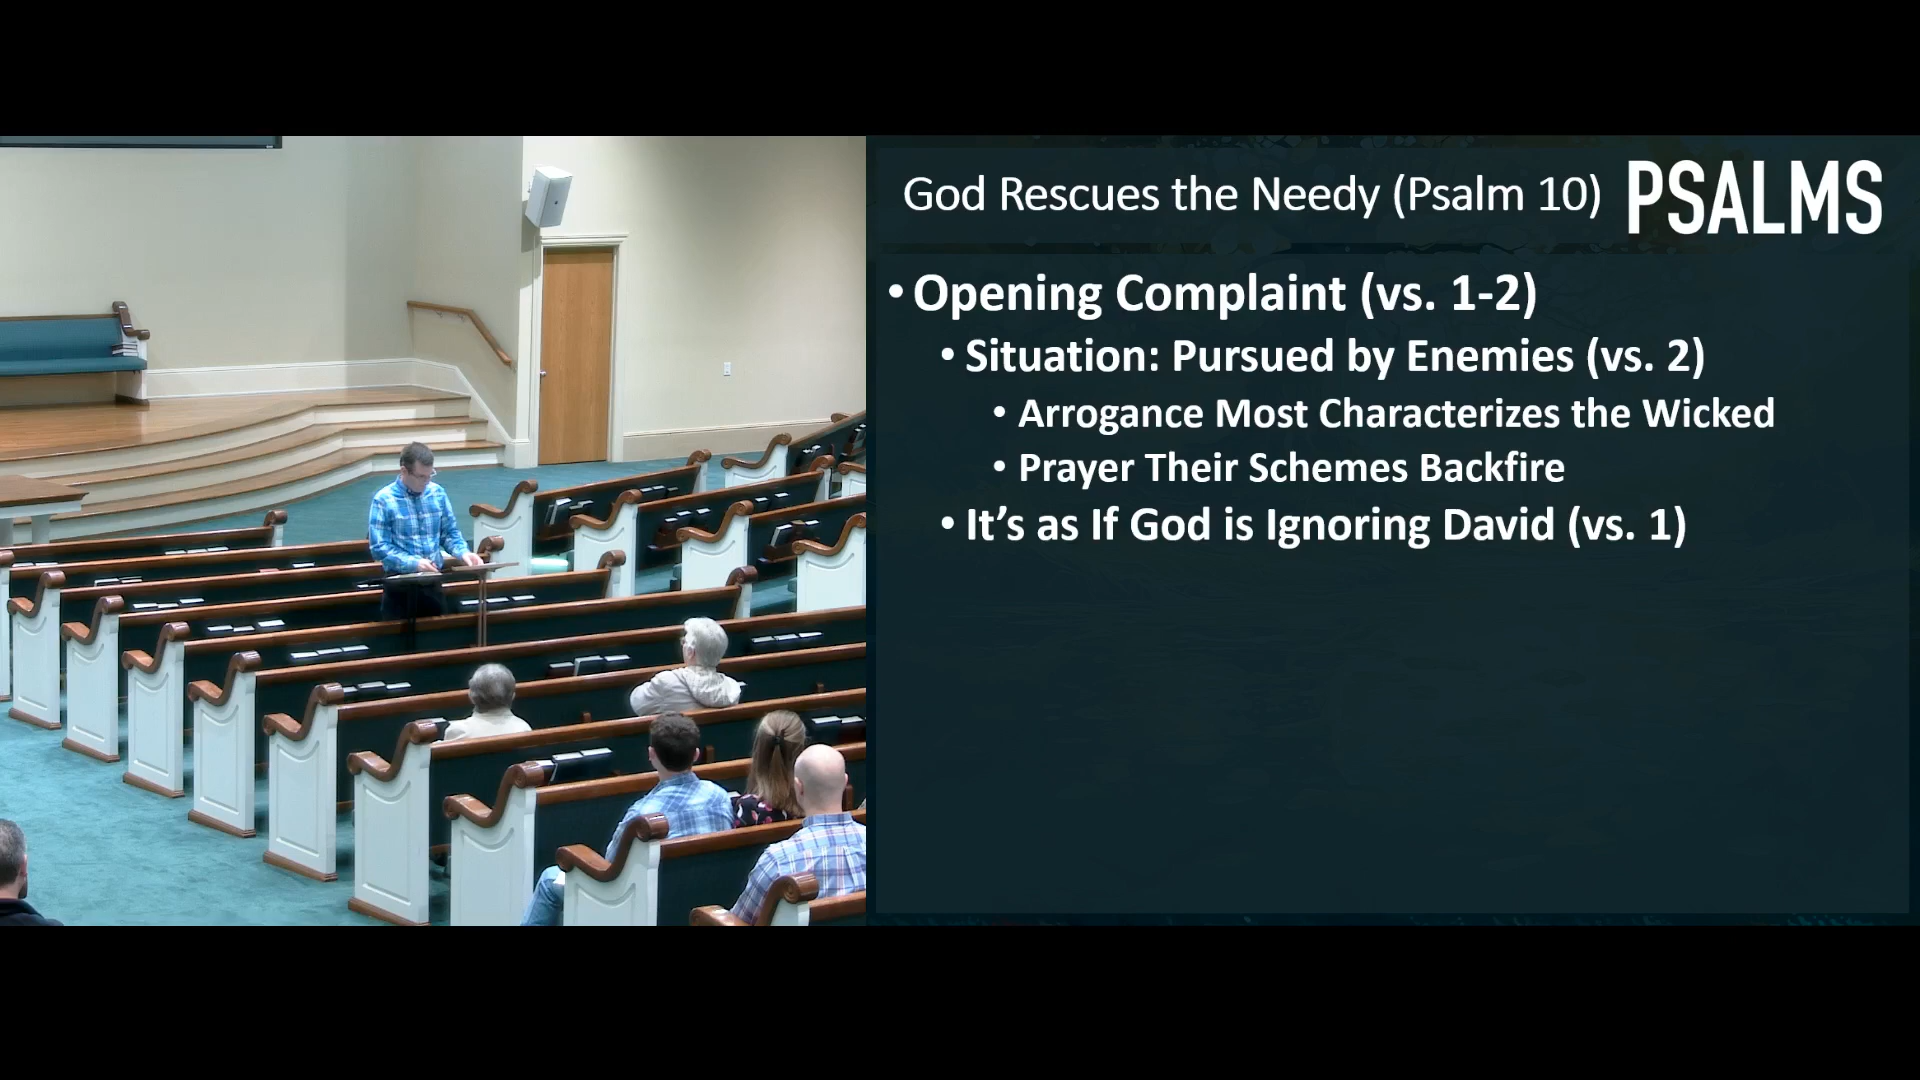 God Rescues the Needy (Psalm 10)
PSALMS
• Opening Complaint (vs. 1-2)
• Situation: Pursued by Enemies (vs. 2)
• Arrogance Most Characterizes the Wicked
• Prayer Their Schemes Backfire
• It’s as If God is Ignoring David (vs. 1)